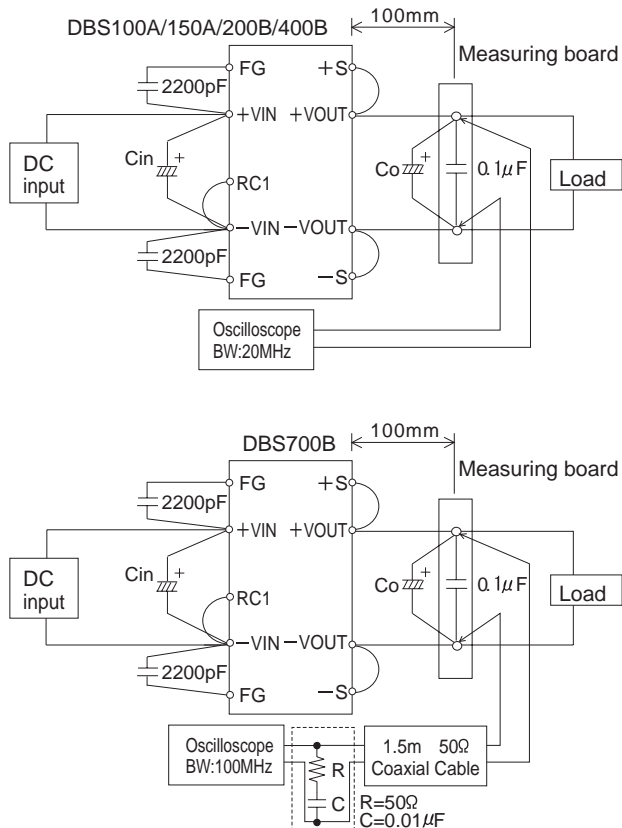 DBS100A/150A/200B/400B
100mm
Measuring board
FG
2200pF
+VIN
+S
+VOUT
DC
input
Cin
+
RC1
Co
+
0.1μF
Load
−VIN
−VOUT
2200pF
FG
−S
Oscilloscope
BW:20MHz
DBS700B
100mm
Measuring board
FG
2200pF
+VIN
+S
+VOUT
DC
input
Cin
+
RC1
Co
+
0.1μF
Load
−VIN
−VOUT
2200pF
FG
−S
Oscilloscope
BW:100MHz
R
C
1.5m 50Ω
Coaxial Cable
R=50Ω
C=0.01μF